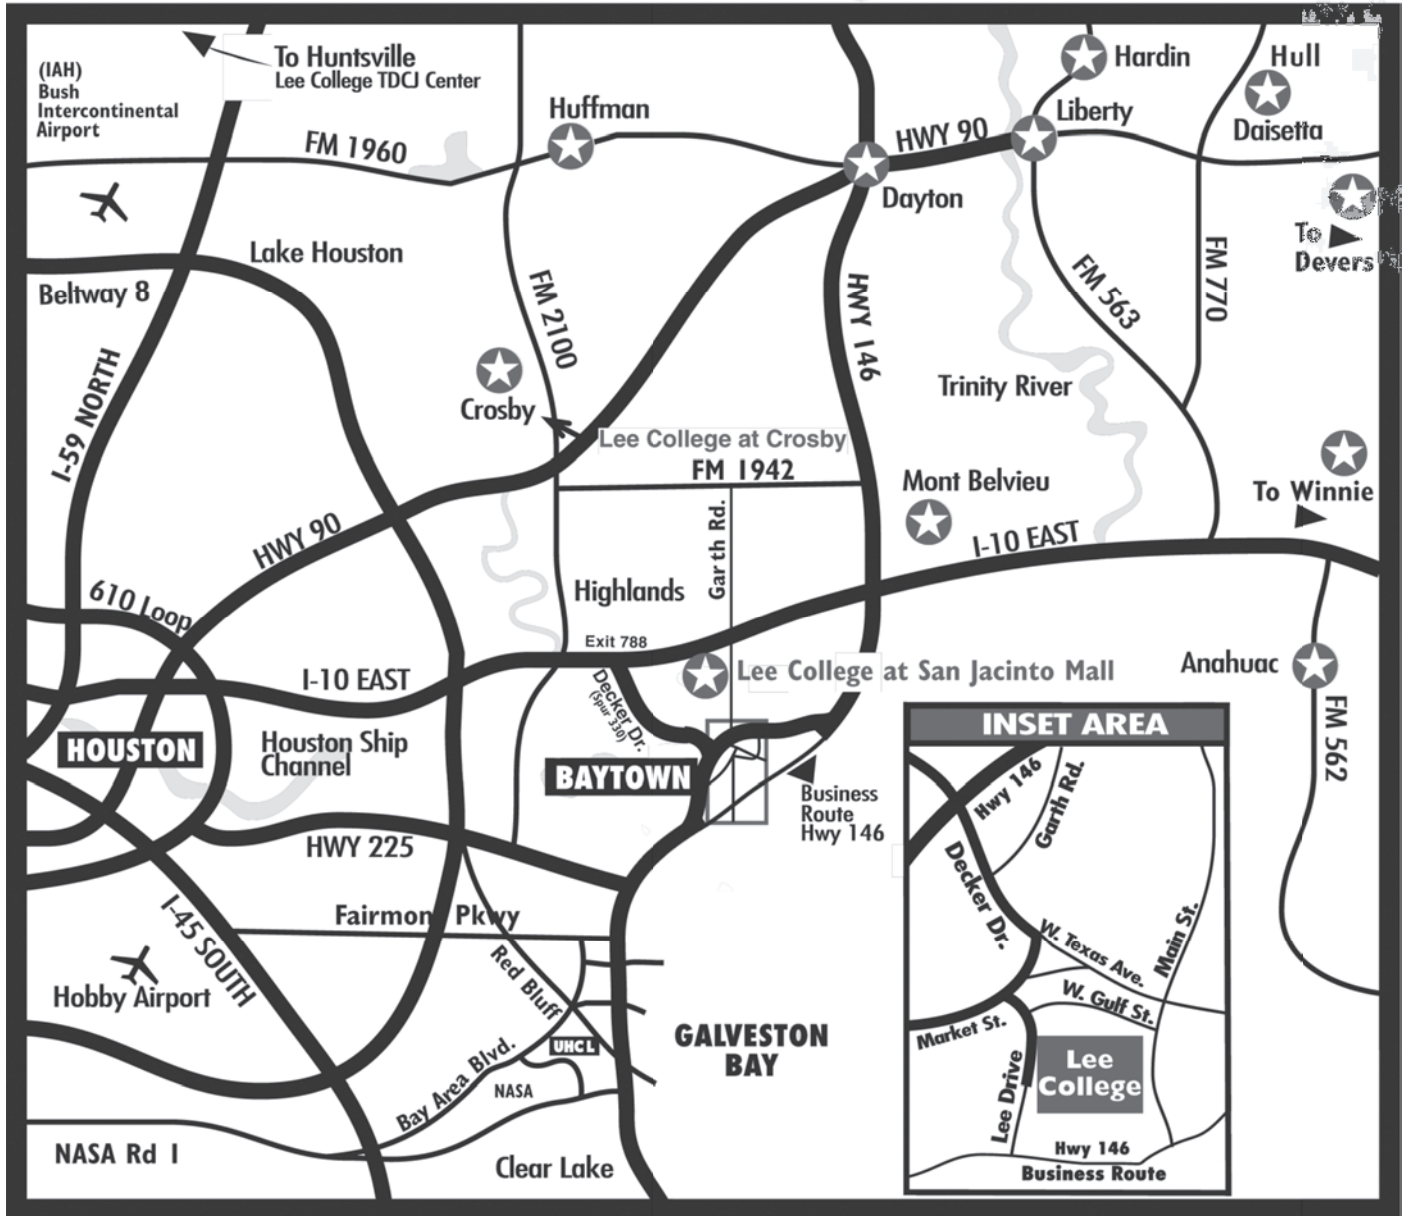 To Huntsville
Lee College TDCJ Center
(IAH)
Bush
Intercontinental
Airport
FM 1960
Huffman
HWY 90
Liberty
Hardin
Hull
Daisetta
Dayton
To
Devers
Lake Houston
Beltway 8
I-59 NORTH
FM 2100
HWY 146
FM 563
FM 770
Trinity River
Crosby
Lee College at Crosby
FM 1942
Mont Belvieu
To Winnie
HWY 90
Gar th Rd.
I-10 EAST
610 Loop
Highlands
Exit 788
I-10 EAST
Decker Dr.
(Spur 330)
Lee College at San Jacinto Mall
Anahuac
FM 562
HOUSTON
Houston Ship
Channel
BAYTOWN
Business
Route
Hwy 146
HWY 225
Fairmon Pkwy
I-45 SOUTH
Red Bluff
Hobby Airport
UHCL
Bay Area Blvd.
NASA
GALVESTON
BAY
NASA Rd 1
Clear Lake
INSET AREA
Hwy 146
Garth Rd.
Decker Dr.
W. Texas Ave.
Main St.
W. Gulf St.
Market St.
Lee Drive
Lee
College
Hwy 146
Business Route